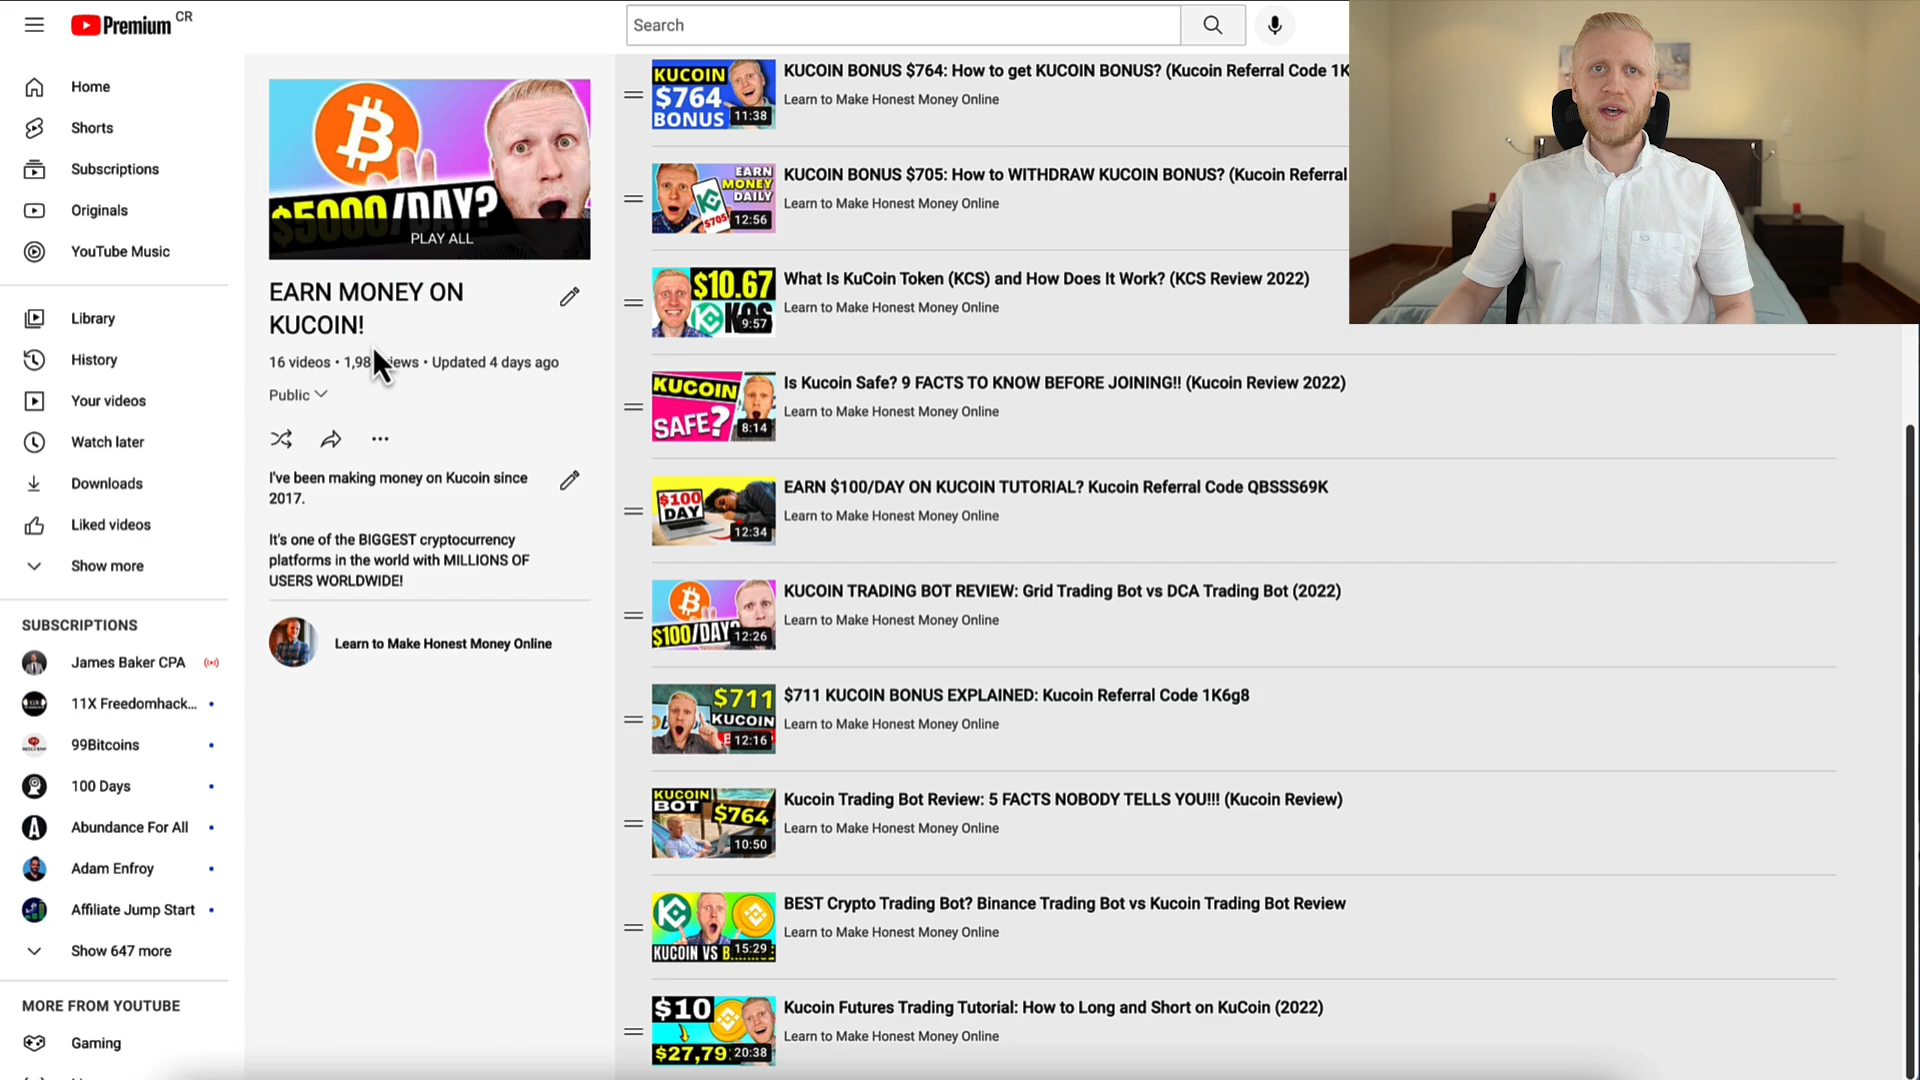 Premium CR
Search
Home
Shorts
Subscriptions
Originals
YouTube Music
Library
History
Your videos
Watch later
Downloads
Liked videos
Show more
SUBSCRIPTIONS
James Baker CPA
11X Freedomhack...
99Bitcoins
100 Days
Abundance For All
Adam Enfroy
Affiliate Jump Start
Show 647 more
MORE FROM YOUTUBE
Gaming
$5000/DAY?
PLAY ALL
EARN MONEY ON
KUCOIN!
16 videos • 1,98 iews • Updated 4 days ago
Public
I've been making money on Kucoin since
2017.
It's one of the BIGGEST cryptocurrency
platforms in the world with MILLIONS OF
USERS WORLDWIDE!
Learn to Make Honest Money Online
KUCOIN
$764
BONUS
11:38
KUCOIN BONUS $764: How to get KUCOIN BONUS? (Kucoin Referral Code 1K
Learn to Make Honest Money Online
EARN
MONEY
DAILY
$705
12:56
KUCOIN BONUS $705: How to WITHDRAW KUCOIN BONUS? (Kucoin Referral
Learn to Make Honest Money Online
$10.67
KCS
9:57
What Is KuCoin Token (KCS) and How Does It Work? (KCS Review 2022)
Learn to Make Honest Money Online
KUCOIN
SAFE?
8:14
Is Kucoin Safe? 9 FACTS TO KNOW BEFORE JOINING!! (Kucoin Review 2022)
Learn to Make Honest Money Online
$100
DAY
12:34
EARN $100/DAY ON KUCOIN TUTORIAL? Kucoin Referral Code QBSSS69K
Learn to Make Honest Money Online
$100/DAY
12:26
KUCOIN TRADING BOT REVIEW: Grid Trading Bot vs DCA Trading Bot (2022)
Learn to Make Honest Money Online
$711
KUCOIN
12:16
$711 KUCOIN BONUS EXPLAINED: Kucoin Referral Code 1K6g8
Learn to Make Honest Money Online
KUCOIN
BOT
$764
10:50
Kucoin Trading Bot Review: 5 FACTS NOBODY TELLS YOU!!! (Kucoin Review)
Learn to Make Honest Money Online
KUCOIN VS B
15:29
BEST Crypto Trading Bot? Binance Trading Bot vs Kucoin Trading Bot Review
Learn to Make Honest Money Online
$10
$27,79
20:38
Kucoin Futures Trading Tutorial: How to Long and Short on KuCoin (2022)
Learn to Make Honest Money Online